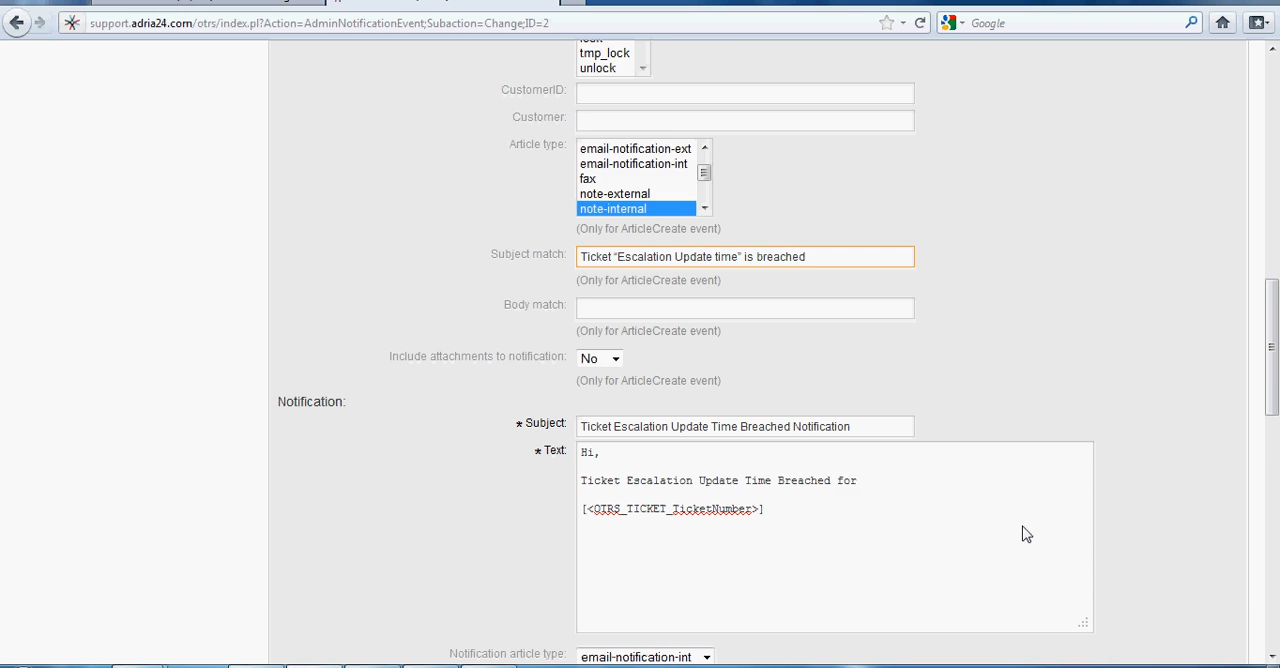 support.adria24.com/otrs/index.pl?Action=AdminNotificationEvent;Subaction=Change;ID=2
Google
tmp_lock
unlock
CustomerID:
Customer:
Article type:
email-notification-ext
email-notification-int
fax
note-external
note-internal
(Only for ArticleCreate event)
Subject match:
Ticket “Escalation Update time” is breached
(Only for ArticleCreate event)
Body match:
(Only for ArticleCreate event)
Include attachments to notification:
No
(Only for ArticleCreate event)
Notification:
* Subject:
Ticket Escalation Update Time Breached Notification
* Text:
Hi,
Ticket Escalation Update Time Breached for
[<OTRS_TICKET_TicketNumber>]
Notification article type:
email-notification-int